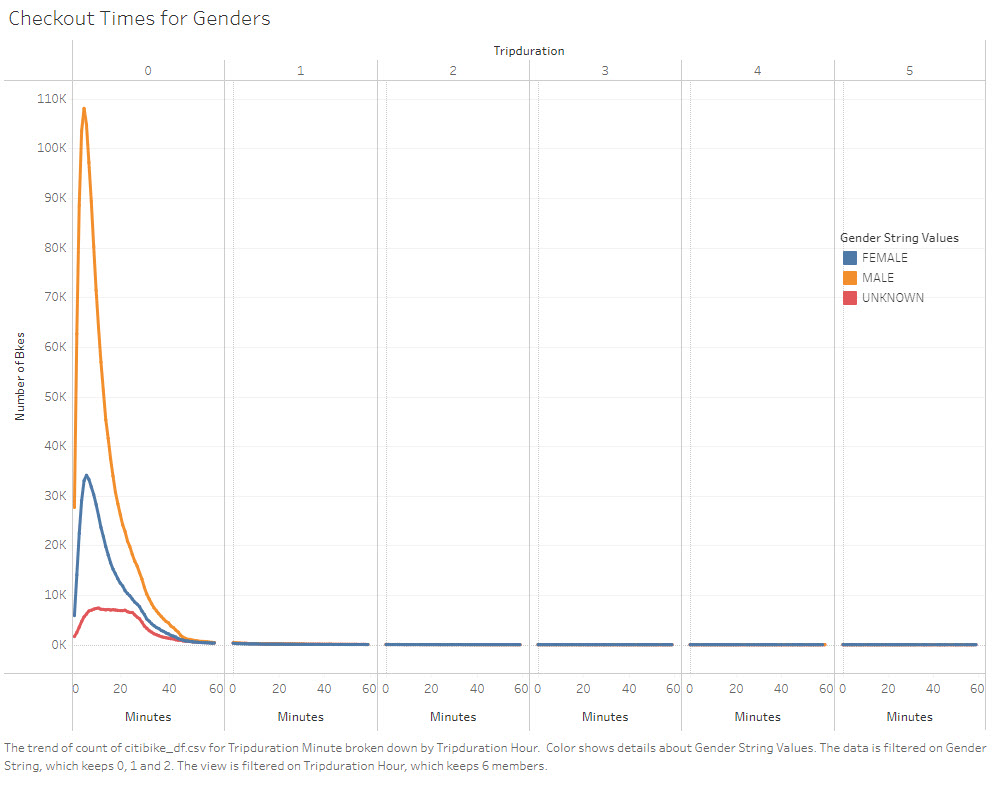 Checkout Times for Genders
Tripduration
0 1 2 3 4 5
110K
100K
90K
80K
70K
60K
50K
40K
30K
20K
10K
0K
Number of Bkes
Gender String Values
FEMALE
MALE
UNKNOWN
0 20 40 60 0 20 40 60 0 20 40 60 0 20 40 60 0 20 40 60 0 20 40 60
Minutes Minutes Minutes Minutes Minutes Minutes
The trend of count of citibike_df.csv for Tripduration Minute broken down by Tripduration Hour.  Color shows details about Gender String Values. The data is filtered on Gender
String, which keeps 0, 1 and 2. The view is filtered on Tripduration Hour, which keeps 6 members.